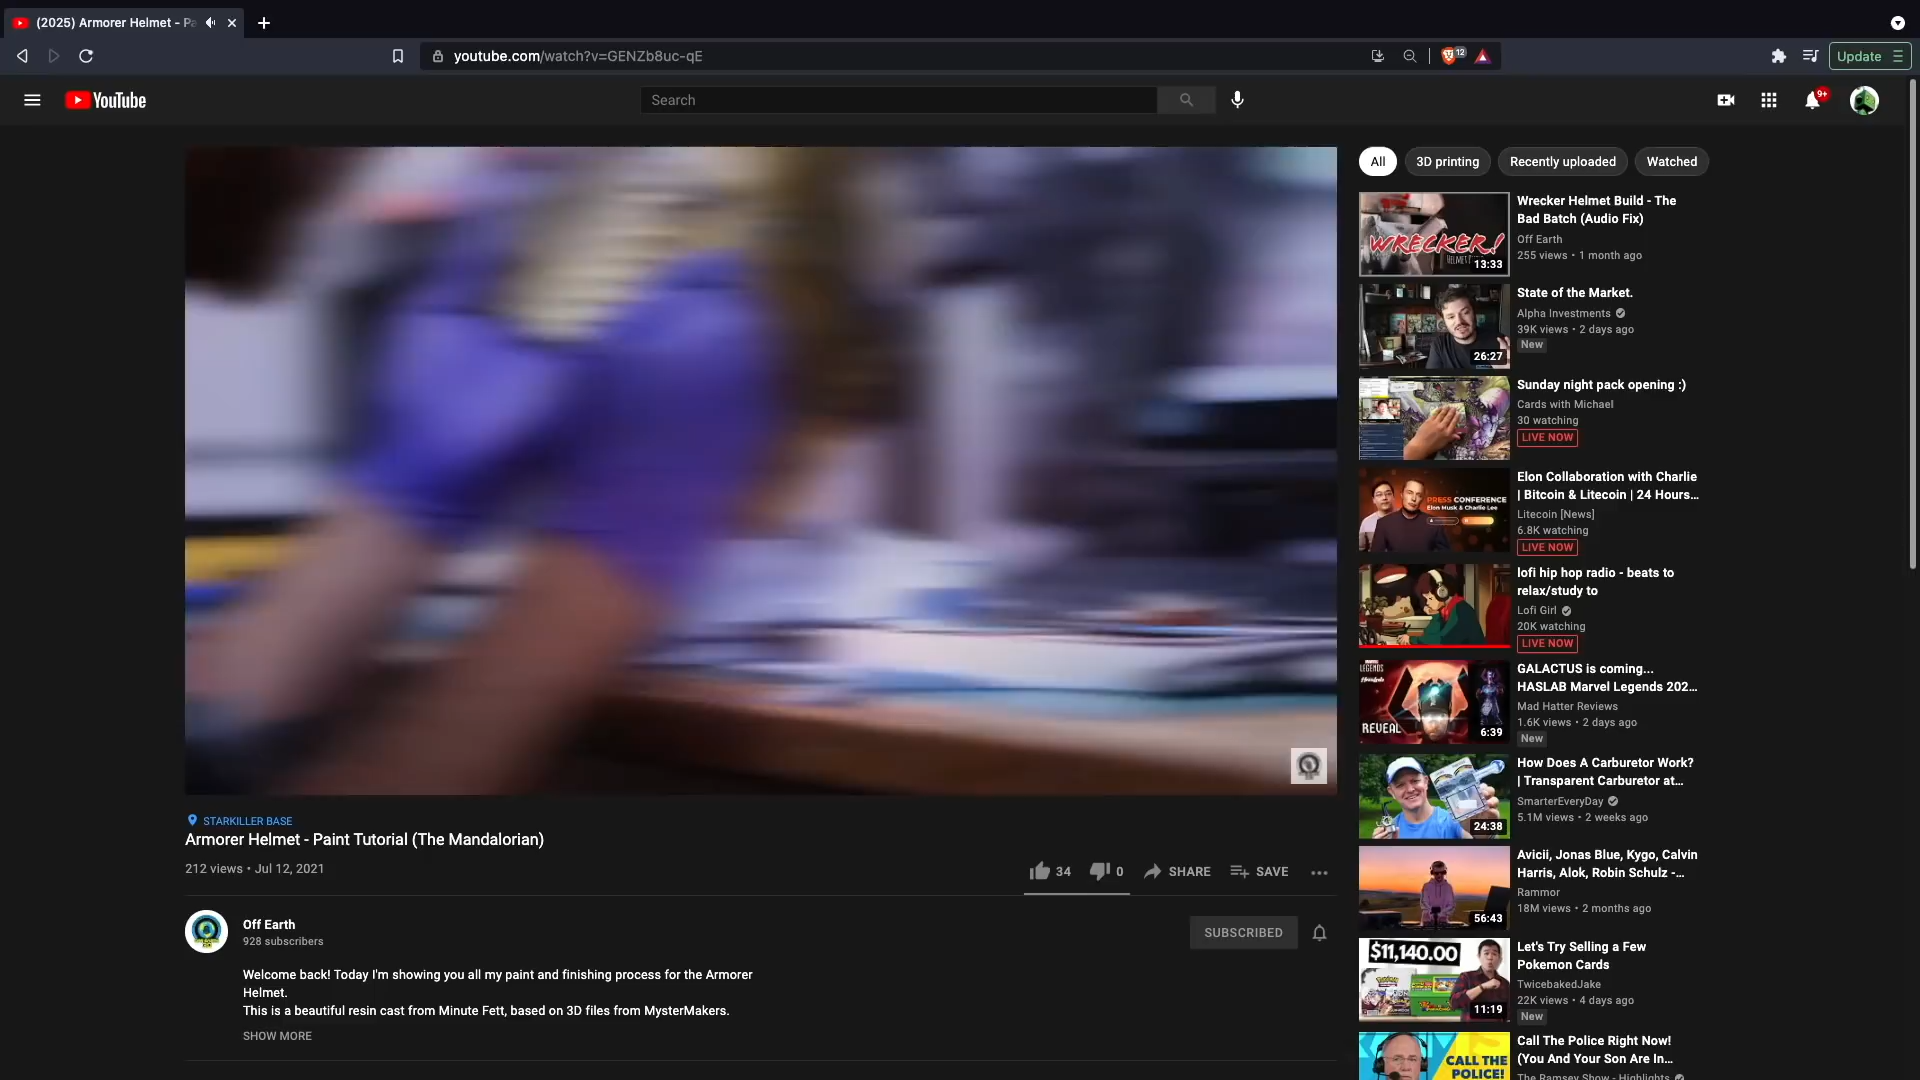 (2025) Armorer Helmet - Pa
youtube.com/watch?v=GENZb8uc-qE
12
Update
YouTube
Search
9+
All
3D printing
Recently uploaded
Watched
WRECKER!
13:33
Wrecker Helmet Build - The
Bad Batch (Audio Fix)
Off Earth
255 views • 1 month ago
26:27
State of the Market.
Alpha Investments
39K views • 2 days ago
New
Sunday night pack opening :)
Cards with Michael
30 watching
LIVE NOW
PRESS CONFERENCE
Elon Musk & Charlie Lee
Elon Collaboration with Charlie
| Bitcoin & Litecoin | 24 Hours...
Litecoin [News]
6.8K watching
LIVE NOW
lofi hip hop radio - beats to
relax/study to
Lofi Girl
20K watching
LIVE NOW
LEGENDS
REVEAL
6:39
GALACTUS is coming...
HASLAB Marvel Legends 202...
Mad Hatter Reviews
1.6K views • 2 days ago
New
24:38
How Does A Carburetor Work?
| Transparent Carburetor at...
SmarterEveryDay
5.1M views • 2 weeks ago
56:43
Avicii, Jonas Blue, Kygo, Calvin
Harris, Alok, Robin Schulz -...
Rammor
18M views • 2 months ago
$11,140.00
11:19
Let's Try Selling a Few
Pokemon Cards
TwicebakedJake
22K views • 4 days ago
New
CALL THE
POLICE!
Call The Police Right Now!
(You And Your Son Are In...
The Ramsey Show - Highlights
STARKILLER BASE
Armorer Helmet - Paint Tutorial (The Mandalorian)
212 views • Jul 12, 2021
34
0
SHARE
SAVE
Off Earth
928 subscribers
SUBSCRIBED
Welcome back! Today I'm showing you all my paint and finishing process for the Armorer
Helmet.
This is a beautiful resin cast from Minute Fett, based on 3D files from MysterMakers.
SHOW MORE